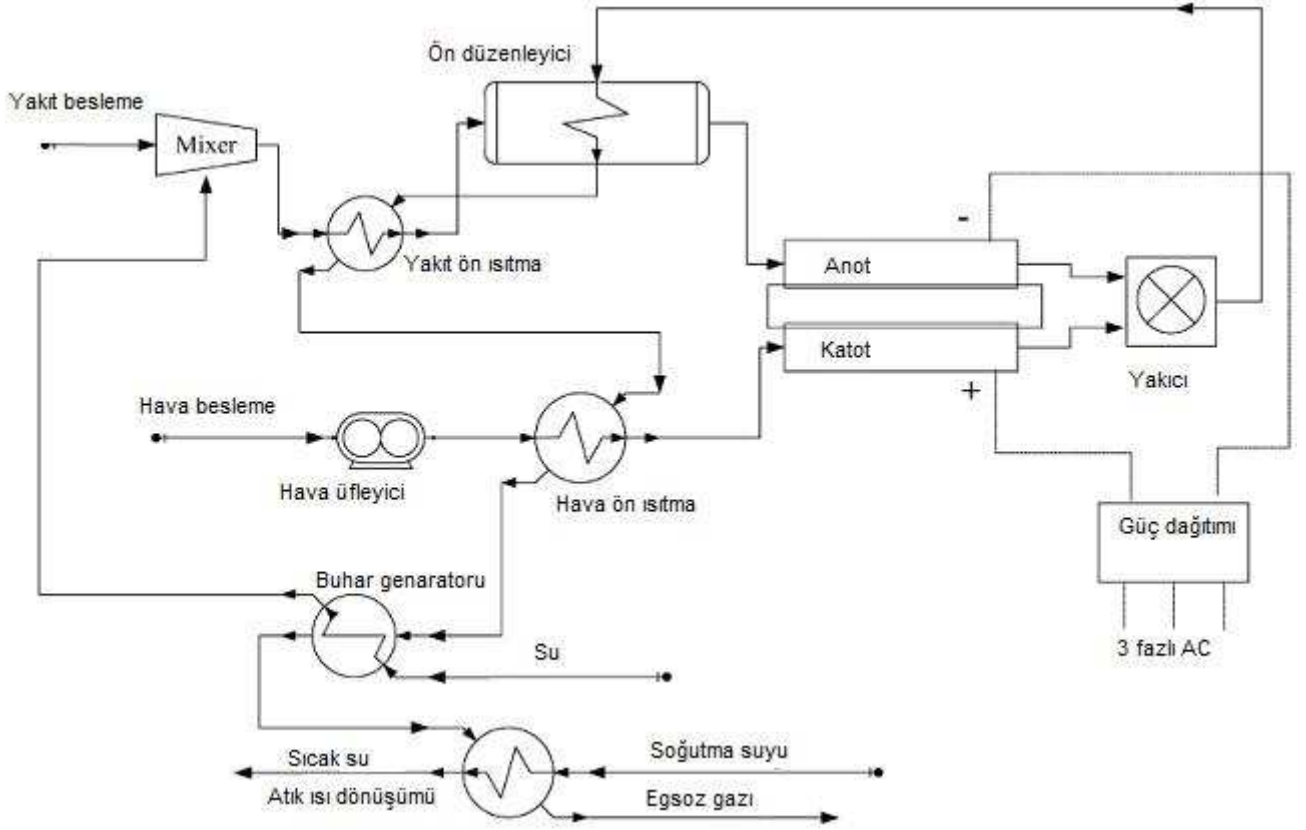 Ön düzenleyici
Yakıt besleme
Mixer
Yakıt ön ısıtma
-
Anot
Katot
+
Yakıcı
Hava besleme
Hava üfleyici
Hava ön ısıtma
Güç dağıtımı
3 fazlı AC
Buhar genaratoru
Su
Sıcak su
Soğutma suyu
Atık ısı dönüşümü
Egsoz gazı